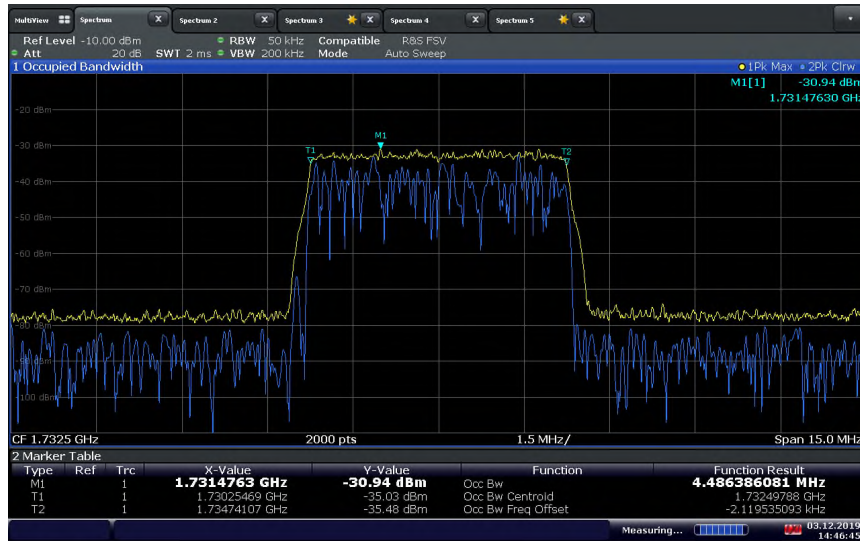 MultiView Spectrum X Spectrum 2 X Spectrum 3 X Spectrum 4 X Spectrum 5 X
Ref Level -10.00 dBm RBW 50 kHz Compatible R&S FSV
Att 20 dB SWT 2 ms VBW 200 kHz Mode Auto Sweep
1 Occupied Bandwidth 1Pk Max 2Pk Clrw
M1[1] -30.94 dBm
1.73147630 GHz
-20 dBm
M1
-30 dBm
T1 T2
-40 dBm
-50 dBm
-60 dBm
-70 dBm
-80 dBm
-90 dBm
-100 dBm
CF 1.7325 GHz 2000 pts 1.5 MHz/ Span 15.0 MHz
2 Marker Table
Type Ref Trc X-Value Y-Value Function Function Result
M1 1 1.7314763 GHz -30.94 dBm Occ Bw 4.486386081 MHz
T1 1 1.73025469 GHz -35.03 dBm Occ Bw Centroid 1.73249788 GHz
T2 1 1.73474107 GHz -35.48 dBm Occ Bw Freq Offset -2.119535093 kHz
Measuring... 03.12.2019
14:46:45